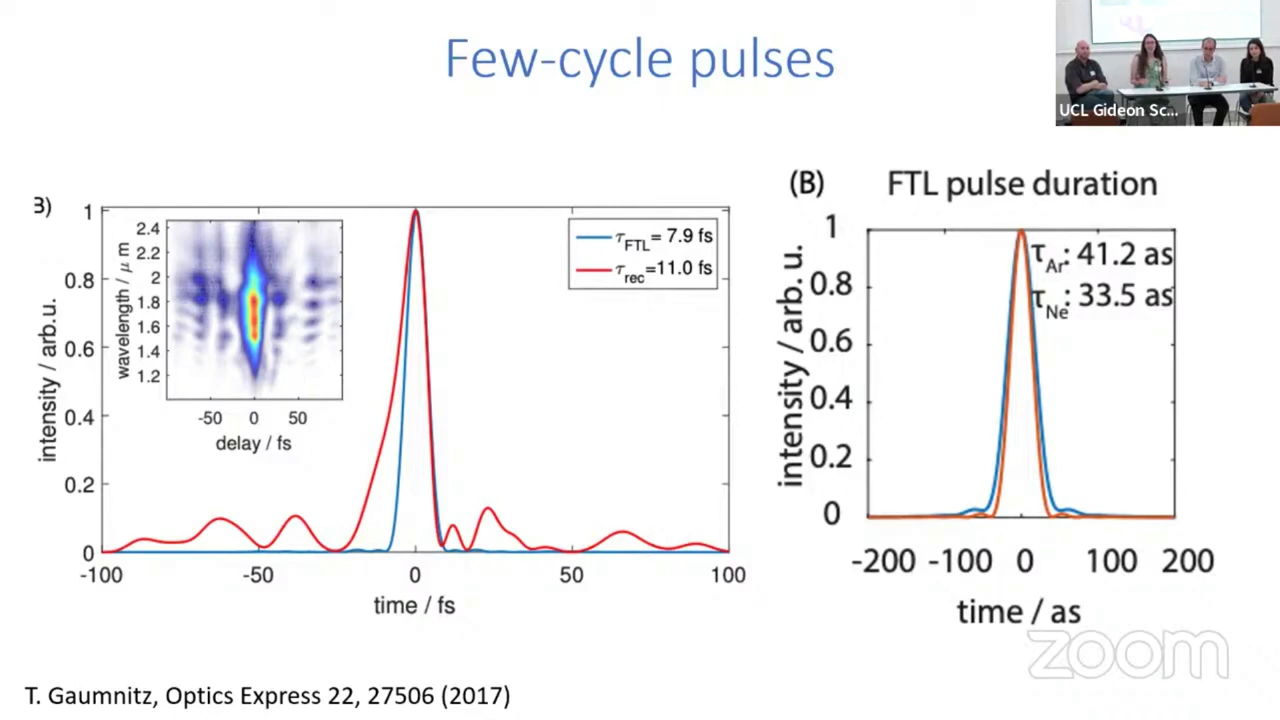 Few-cycle pulses
UCL Gideon Sc...
3)
1
0.8
0.6
0.4
0.2
0
intensity / arb.u.
-100
-50
0
50
100
time / fs
τFTL= 7.9 fs
τrec=11.0 fs
2.4
2.2
2
1.8
1.6
1.4
1.2
wavelength / μ m
-50
0
50
delay / fs
(B)
FTL pulse duration
1
0.8
0.6
0.4
0.2
0
intensity / arb. u.
τAr: 41.2 as
τNe: 33.5 as
-200 -100 0 100 200
time / as
zoom
T. Gaumnitz, Optics Express 22, 27506 (2017)